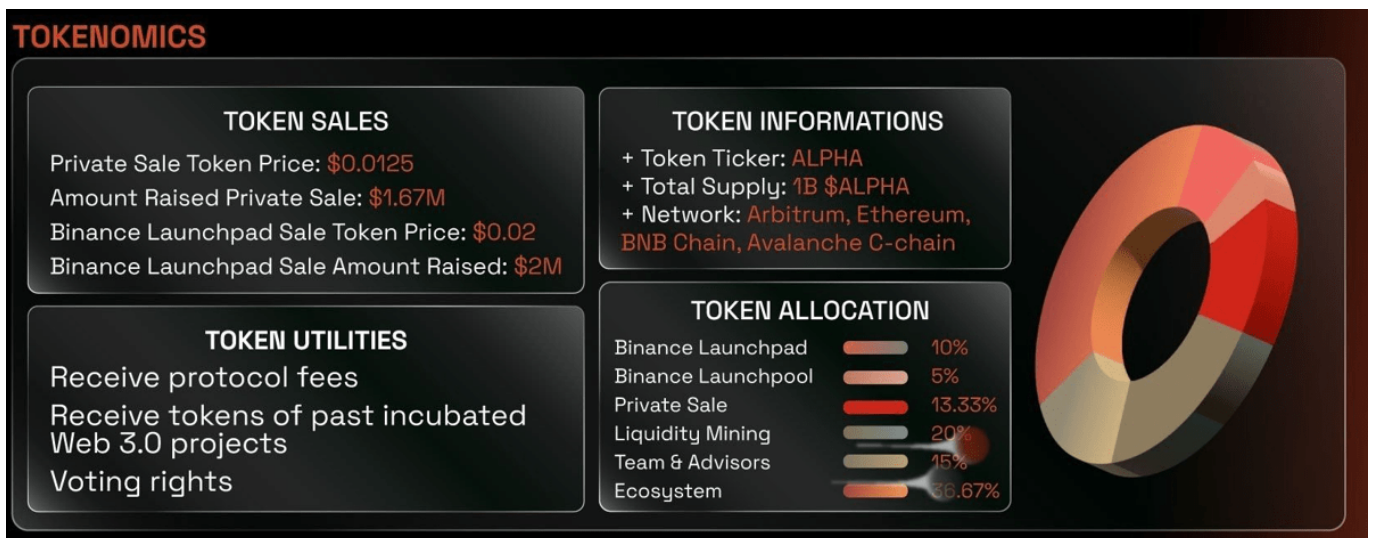 TOKENOMICS
TOKEN SALES
Private Sale Token Price: $0.0125
Amount Raised Private Sale: $1.67M
Binance Launchpad Sale Token Price: $0.02
Binance Launchpad Sale Amount Raised: $2M
TOKEN UTILITIES
Receive protocol fees
Receive tokens of past incubated
Web 3.0 projects
Voting rights
TOKEN INFORMATIONS
+ Token Ticker: ALPHA
+ Total Supply: 1B $ALPHA
+ Network: Arbitrum, Ethereum,
BNB Chain, Avalanche C-chain
TOKEN ALLOCATION
Binance Launchpad 10%
Binance Launchpool 5%
Private Sale 13.33%
Liquidity Mining 20%
Team & Advisors 15%
Ecosystem 36.67%